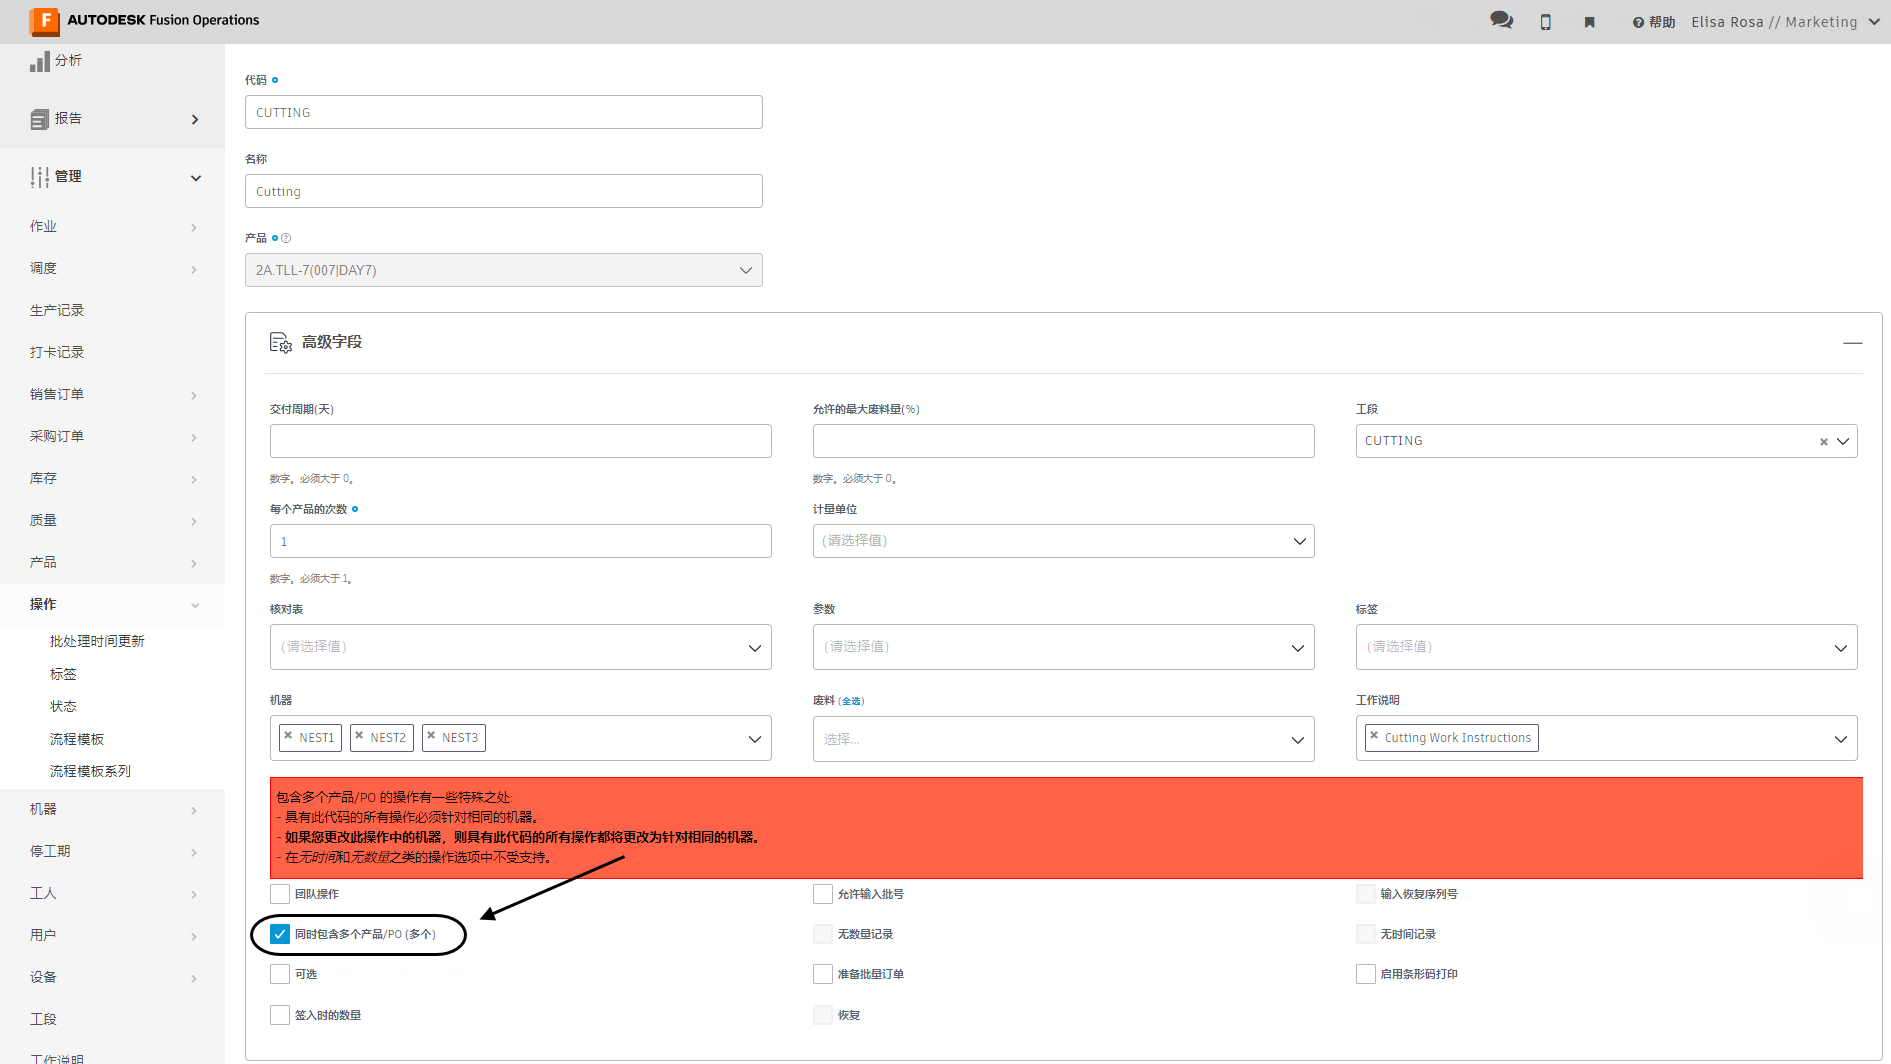 AUTODESK Fusion Operations
帮助
Elisa Rosa // Marketing
分析
报告
管理
作业
调度
生产记录
打卡记录
销售订单
采购订单
库存
质量
产品
操作
批处理时间更新
标签
状态
流程模板
流程模板系列
机器
停工期
工人
用户
设备
工段
工作说明
代码
CUTTING
名称
Cutting
产品
2A.TLL-7(007|DAY7)
高级字段
交付周期(天) 允许的最大废料量(%) 工段
CUTTING
数字。必须大于 0。 数字。必须大于 0。
每个产品的次数 计量单位
1 (请选择值)
数字。必须大于 1。
核对表 参数 标签
(请选择值) (请选择值) (请选择值)
机器 废料 (全选) 工作说明
× NEST1 × NEST2 × NEST3 选择... × Cutting Work Instructions
包含多个产品/PO 的操作有一些特殊之处:
- 具有此代码的所有操作必须针对相同的机器。
- 如果您更改此操作中的机器，则具有此代码的所有操作都将更改为针对相同的机器。
- 在无时间和无数量之类的操作选项中不受支持。
团队操作 允许输入批号 输入恢复序列号
同时包含多个产品/PO (多个) 无数量记录 无时间记录
可选 准备批量订单 启用条形码打印
签入时的数量 恢复